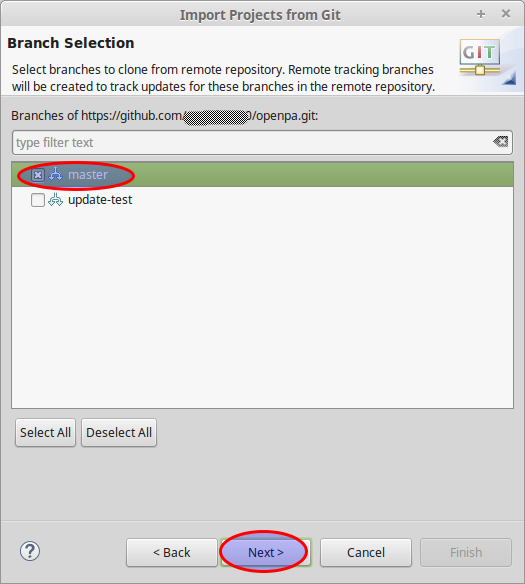 Import Projects from Git
Branch Selection
GIT
Select branches to clone from remote repository. Remote tracking branches
will be created to track updates for these branches in the remote repository.
Branches of https://github.com/ 0/openpa.git:
type filter text
master
update-test
Select All Deselect All
? < Back Next > Cancel Finish